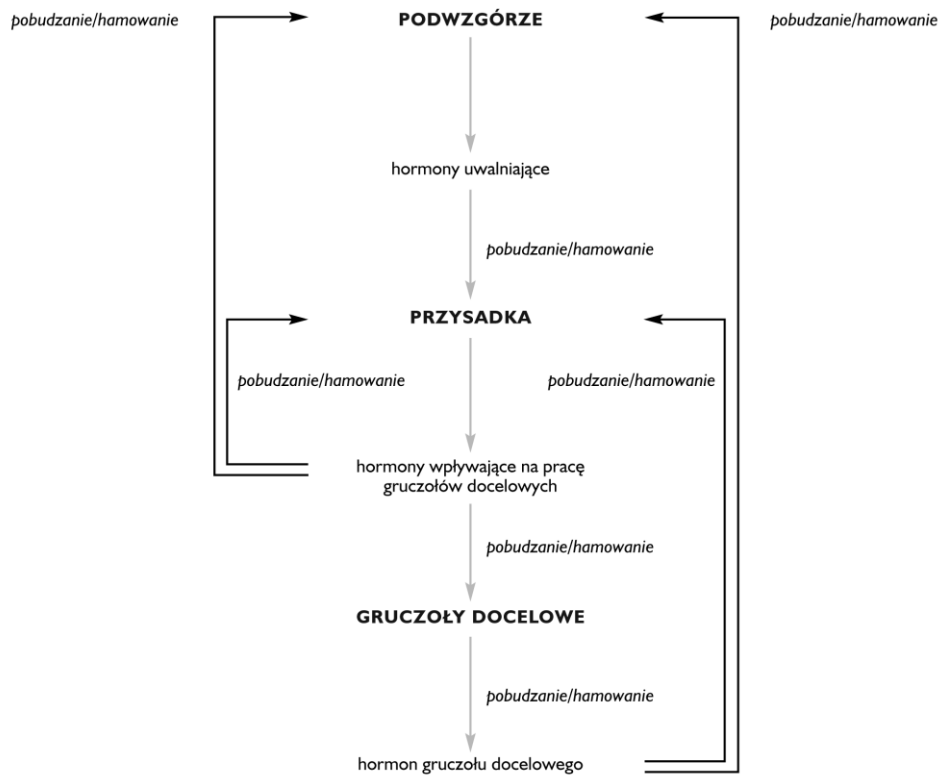 pobudzanie/hamowanie
PODWZGÓRZE
pobudzanie/hamowanie
hormony uwalniające
pobudzanie/hamowanie
PRZYSADKA
pobudzanie/hamowanie
pobudzanie/hamowanie
hormony wpływające na pracę
gruczołów docelowych
pobudzanie/hamowanie
GRUCZOŁY DOCELOWE
pobudzanie/hamowanie
hormon gruczołu docelowego